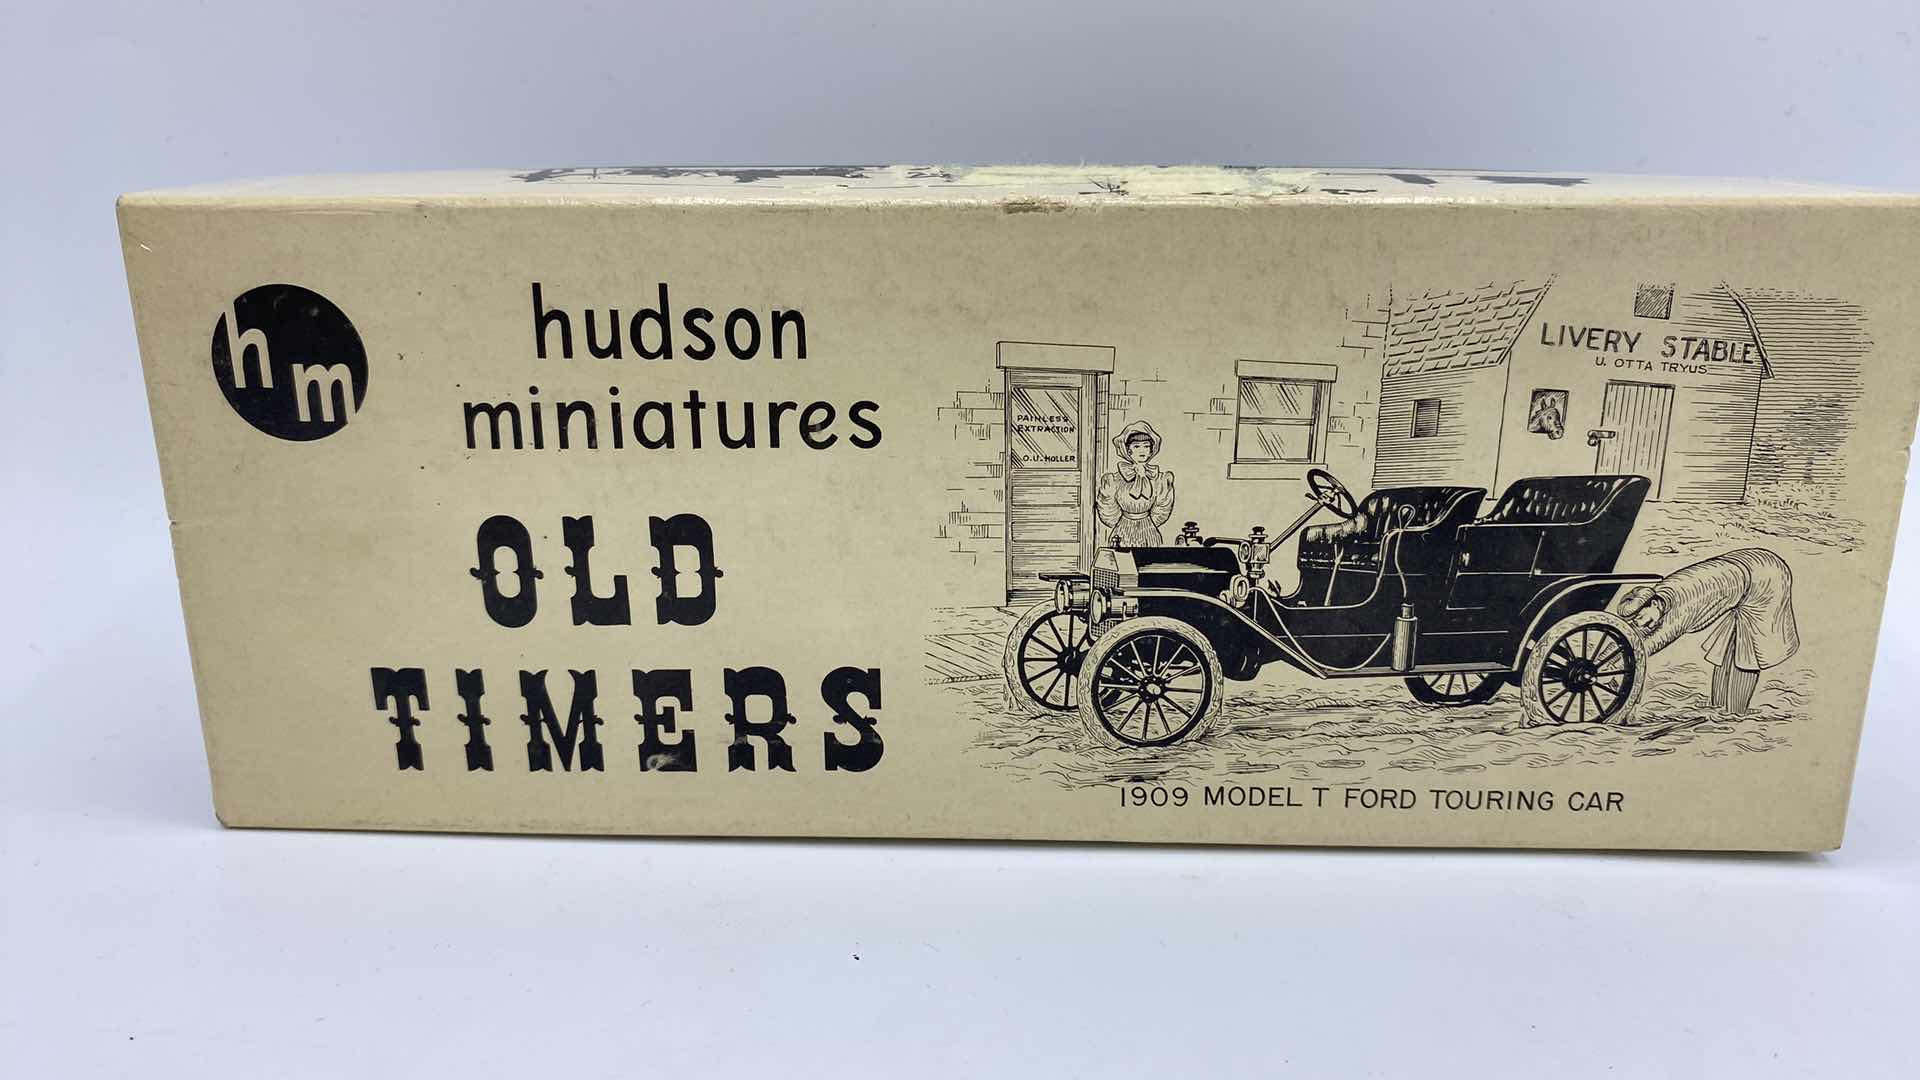 hm
hudson
miniatures
OLD
TIMERS
PAINLESS
EXTRACTION
O.U. HOLLER
LIVERY STABLE
U. OTTA TRYUS
1909 MODEL T FORD TOURING CAR